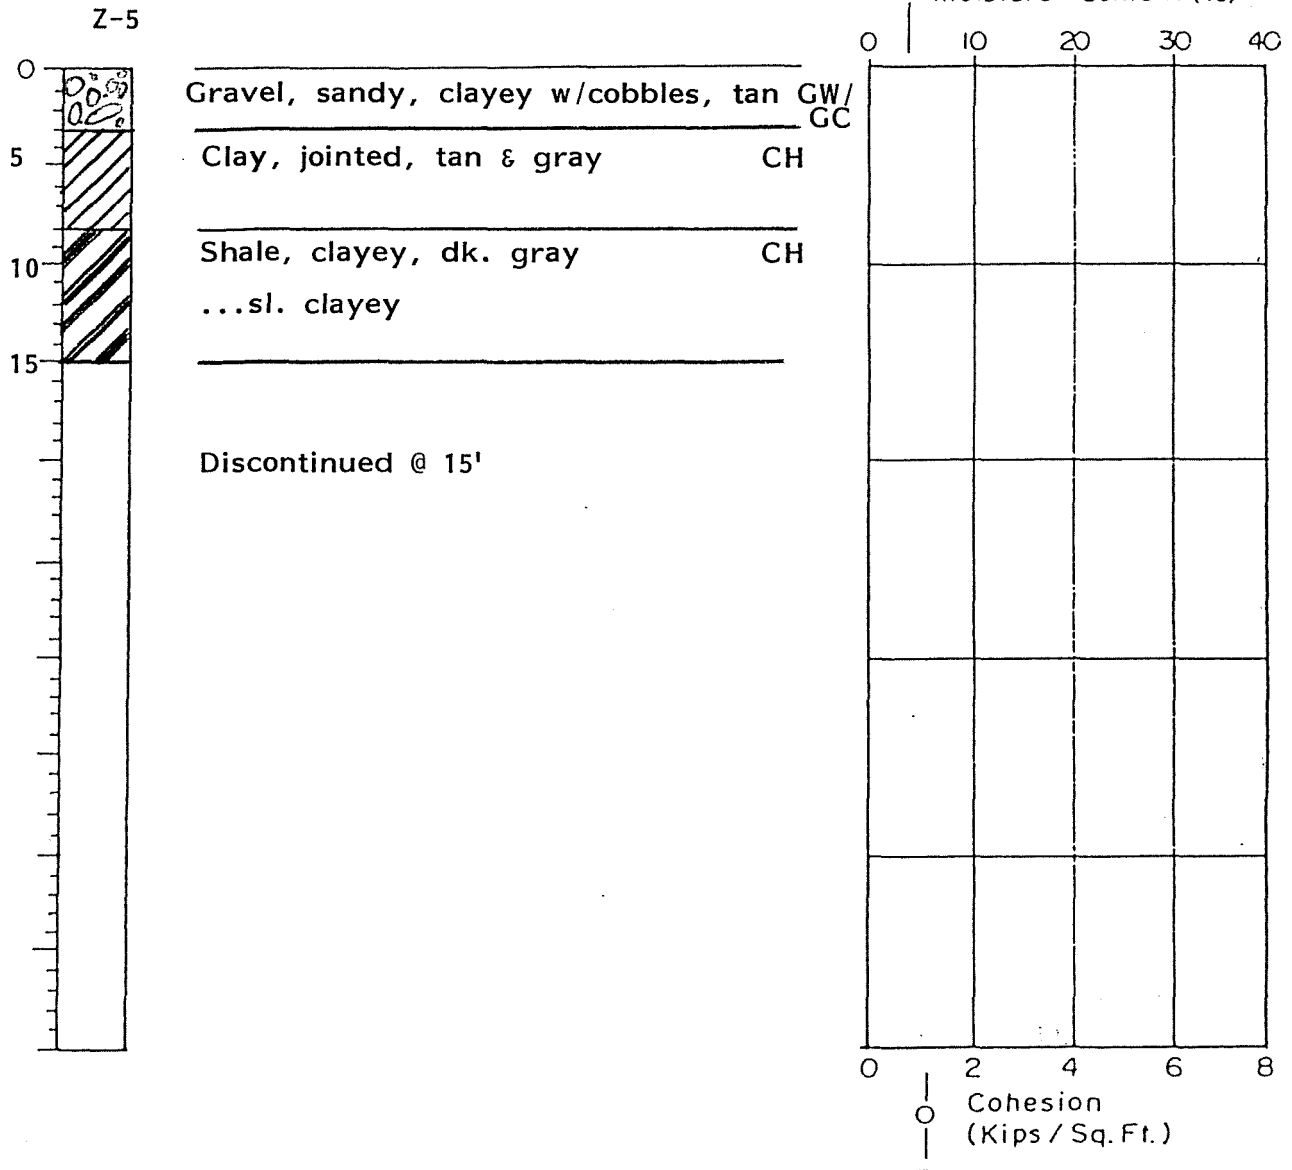 Z-5
0 10 20 30 40
0
Gravel, sandy, clayey w/cobbles, tan GW/
GC
5 Clay, jointed, tan & gray CH
Shale, clayey, dk. gray CH
10
...sl. clayey
15
Discontinued @ 15'
0 2 4 6 8
Cohesion
(Kips/Sq. Ft.)